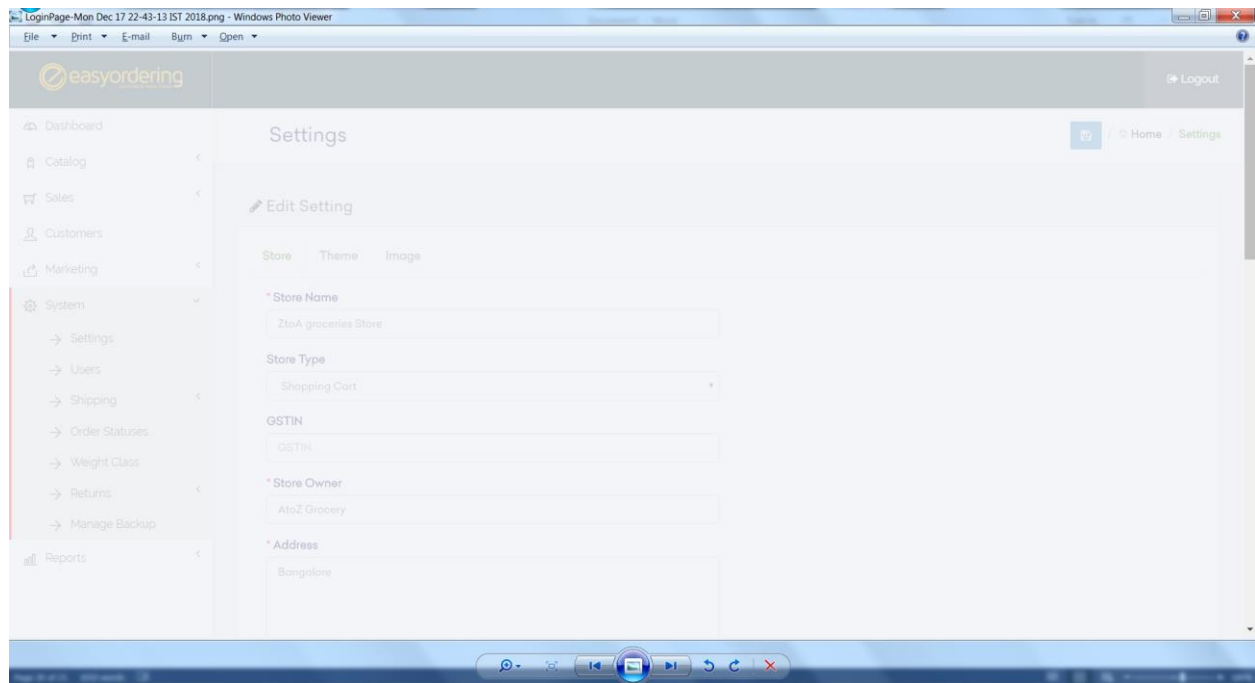 LoginPage-Mon Dec 17 22-43-13 IST 2018.png - Windows Photo Viewer
File Print E-mail Burn Open
easyordering
Logout
Dashboard
Catalog
Sales
Customers
Marketing
System
Settings
Users
Shipping
Order Statuses
Weight Class
Returns
Manage Backup
Reports
Settings
/ Home / Settings
Edit Setting
Store Theme Image
* Store Name
ZtoA groceries Store
Store Type
Shopping Cart
GSTIN
GSTIN
* Store Owner
AtoZ Grocery
* Address
Bangalore